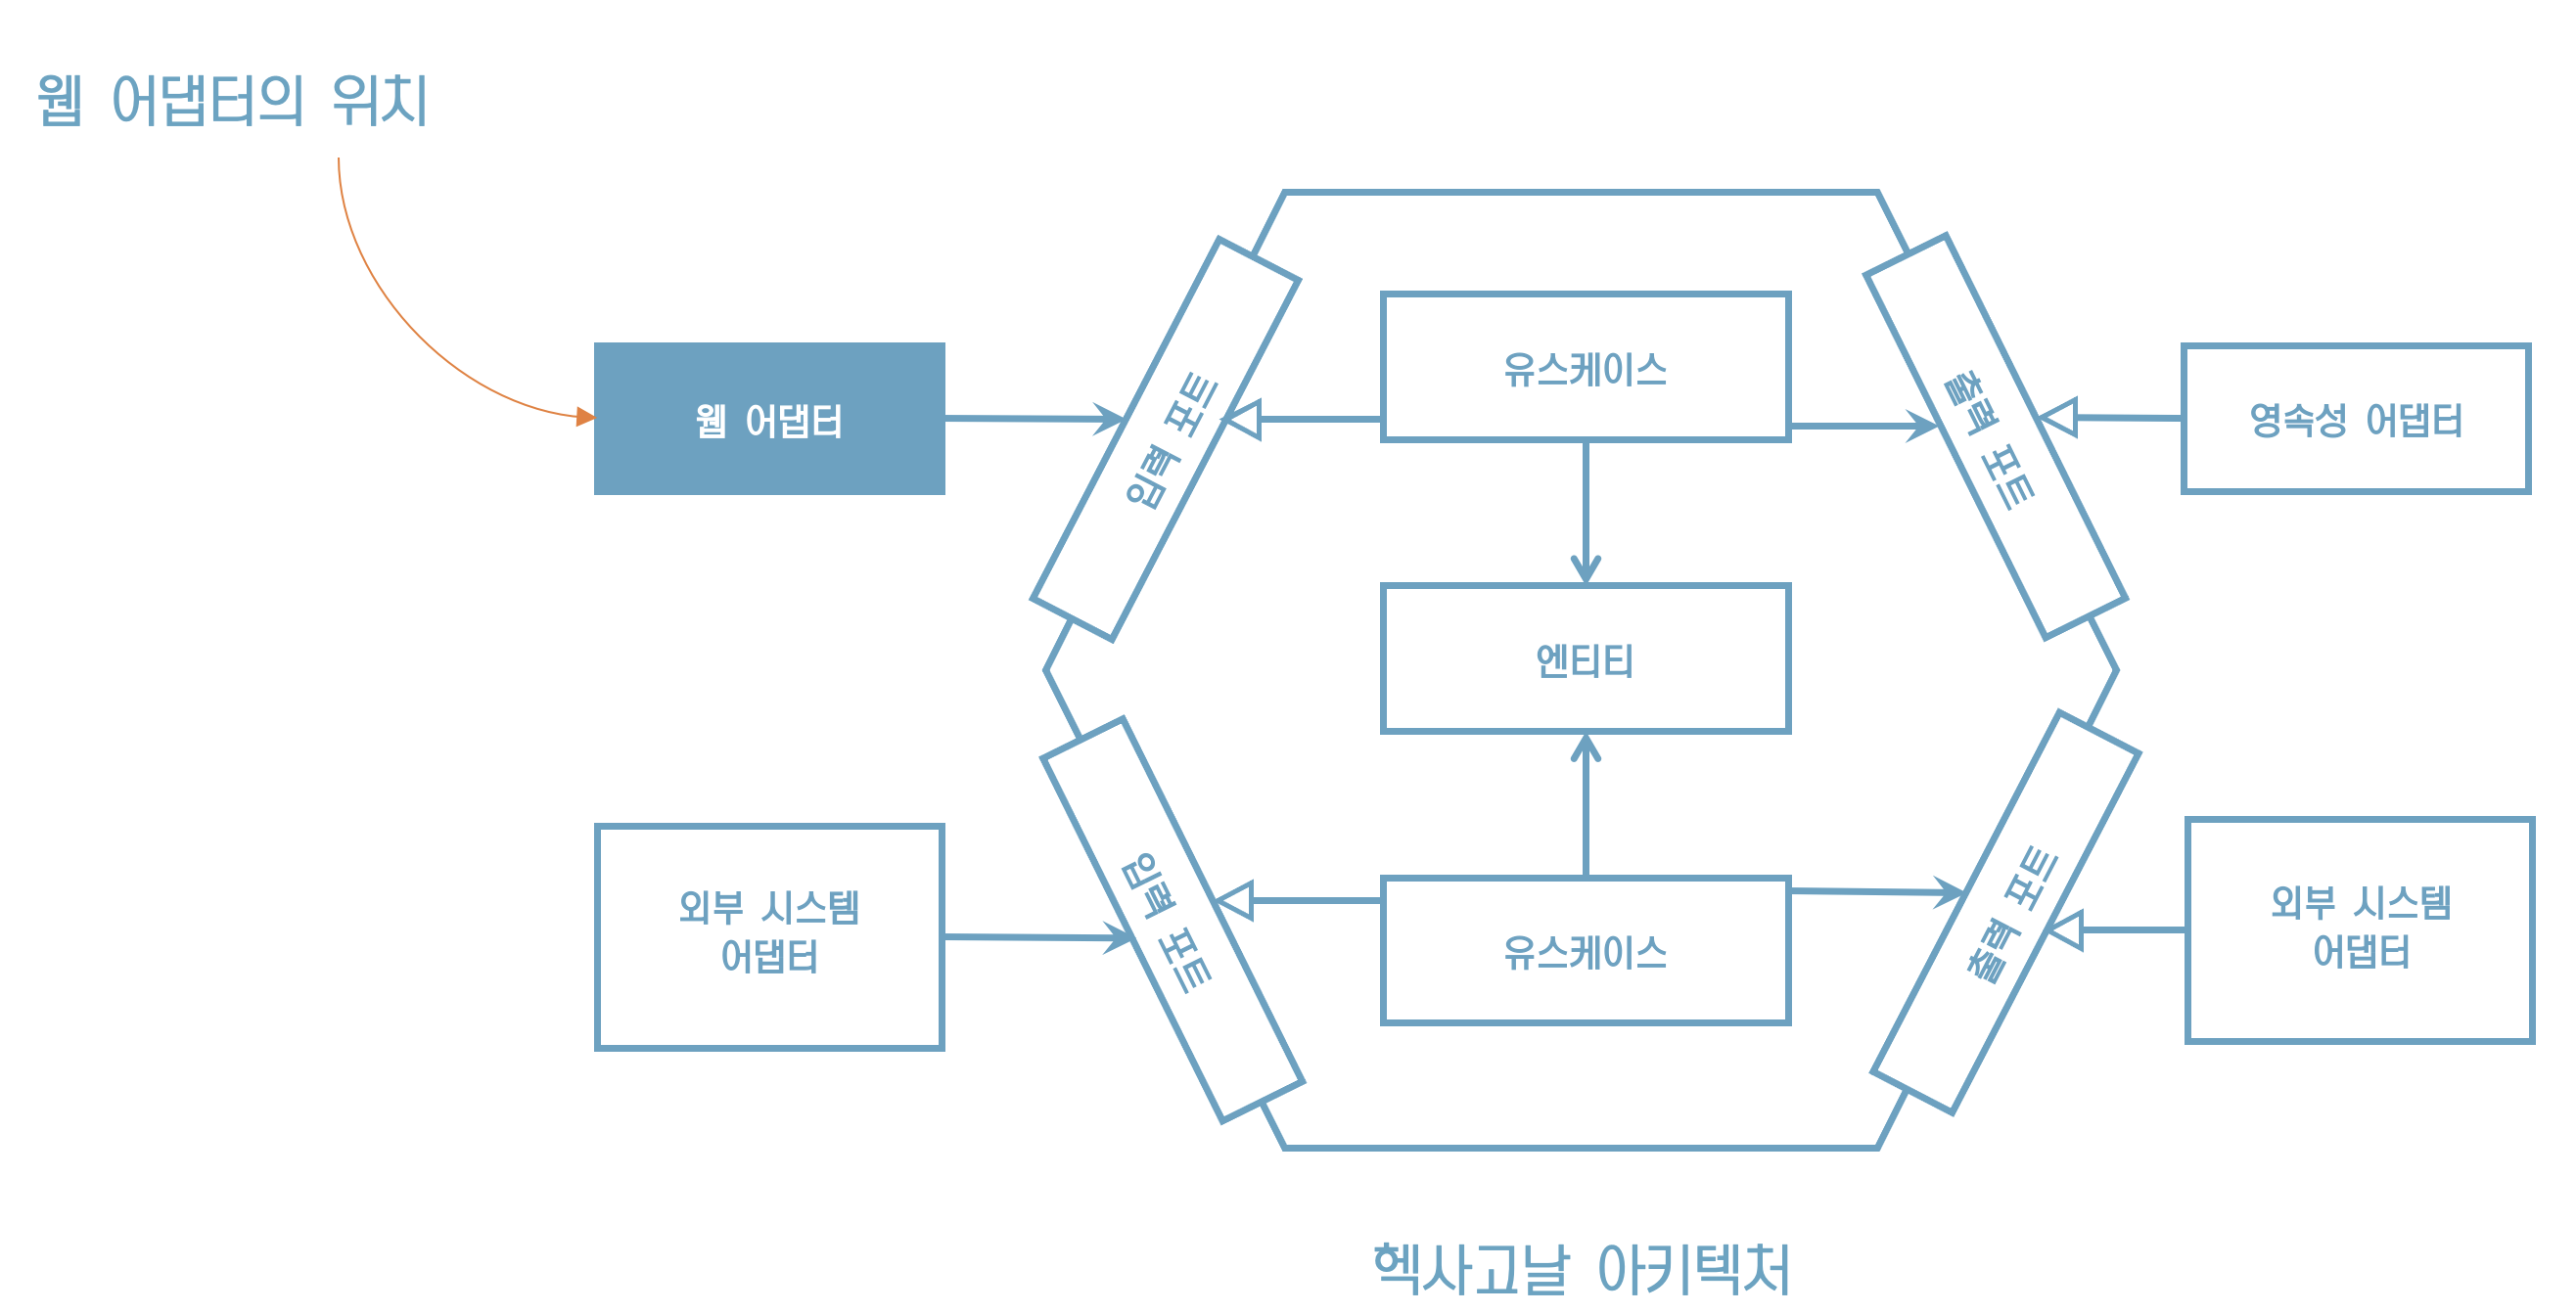 웹 어댑터의 위치
웹 어댑터
입력 포트
유스케이스
출력 포트
영속성 어댑터
엔티티
외부 시스템
어댑터
입력 포트
유스케이스
출력 포트
외부 시스템
어댑터
헥사고날 아키텍처